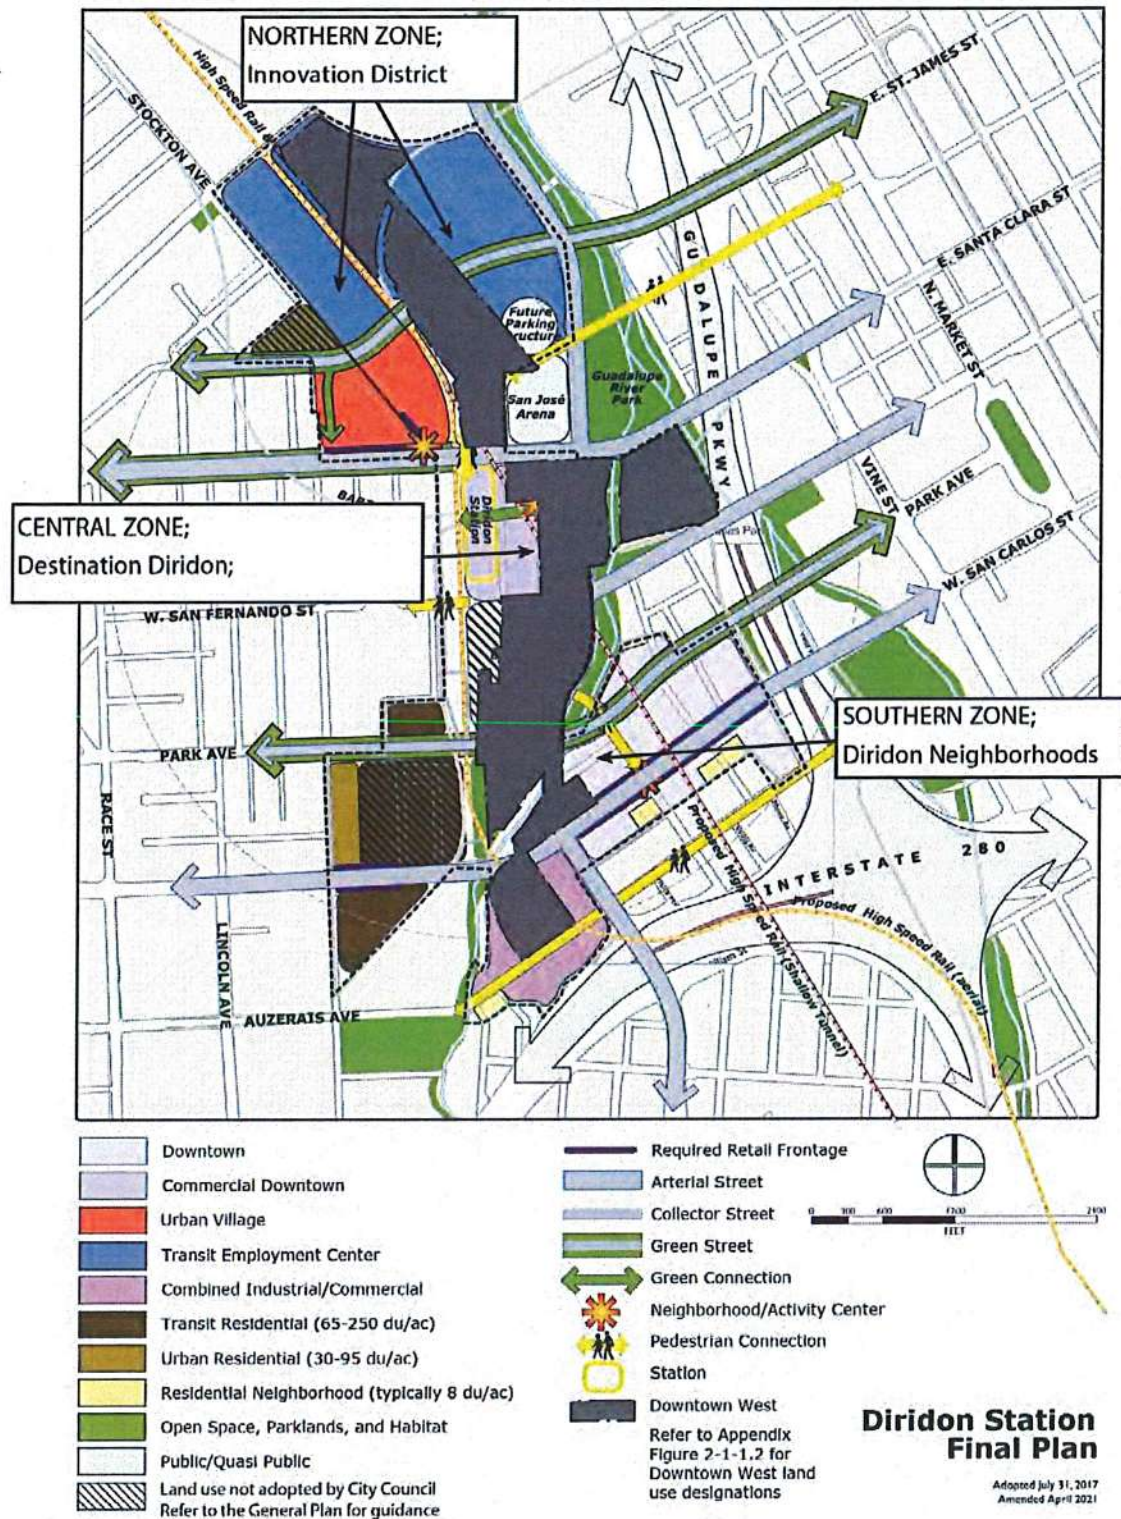 NORTHERN ZONE;
Innovation District
High Speed Rail
STOCKTON AVE
E. ST. JAMES ST
E. SANTA CLARA ST
N. MARKET ST
GUADALUPE PKWY
Future
Parking
San José
Arena
Guadalupe
River
Park
VINE ST
PARK AVE
W. SAN CARLOS ST
Diridon
Station
CENTRAL ZONE;
Destination Diridon;
W. SAN FERNANDO ST
SOUTHERN ZONE;
Diridon Neighborhoods
PARK AVE
RACE ST
LINCOLN AVE
AUZERAIS AVE
INTERSTATE 280
Proposed High Speed Rail (Shallow Tunnel)
Proposed High Speed Rail (aerial)
Downtown
Commercial Downtown
Urban Village
Transit Employment Center
Combined Industrial/Commercial
Transit Residential (65-250 du/ac)
Urban Residential (30-95 du/ac)
Residential Neighborhood (typically 8 du/ac)
Open Space, Parklands, and Habitat
Public/Quasi Public
Land use not adopted by City Council
Refer to the General Plan for guidance
Required Retail Frontage
Arterial Street
Collector Street
Green Street
Green Connection
Neighborhood/Activity Center
Pedestrian Connection
Station
Downtown West
Refer to Appendix
Figure 2-1-1.2 for
Downtown West land
use designations
FEET
Diridon Station
Final Plan
Adopted July 31, 2017
Amended April 2021